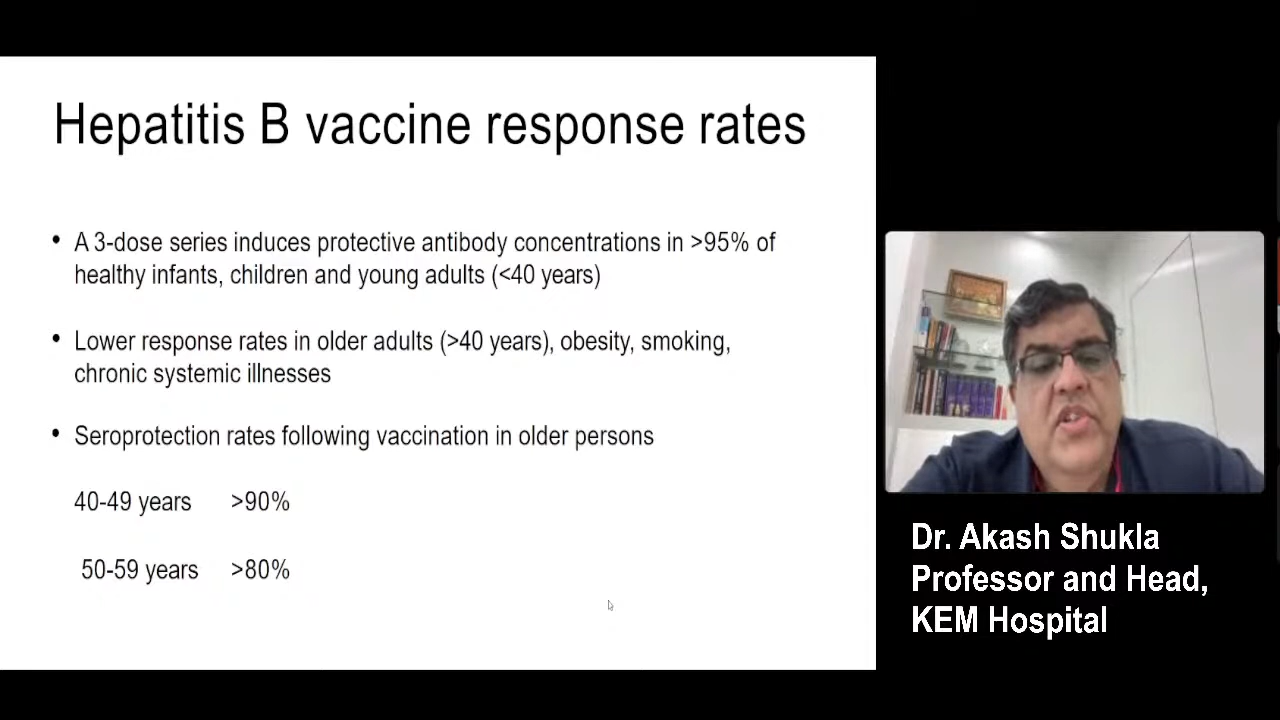 Hepatitis B vaccine response rates
• A 3-dose series induces protective antibody concentrations in >95% of
healthy infants, children and young adults (<40 years)
• Lower response rates in older adults (>40 years), obesity, smoking,
chronic systemic illnesses
• Seroprotection rates following vaccination in older persons
40-49 years >90%
50-59 years >80%
Dr. Akash Shukla
Professor and Head,
KEM Hospital